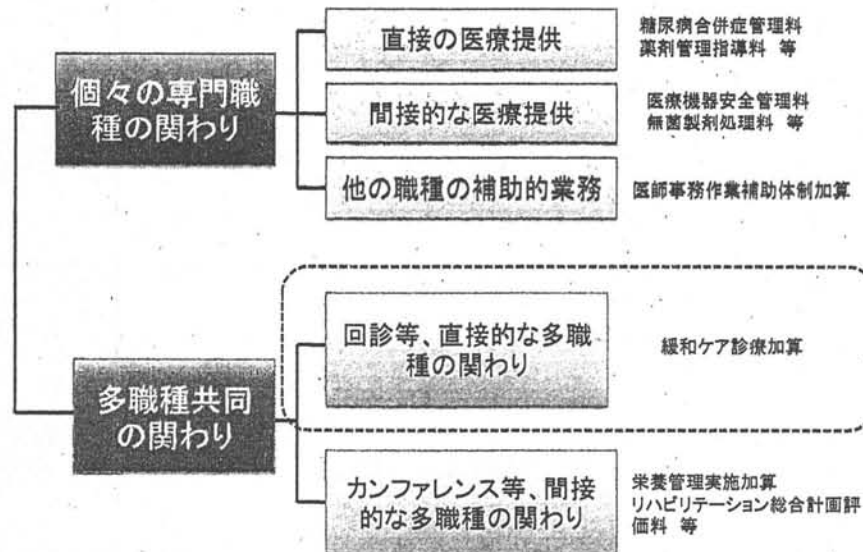 個々の専門職
種の関わり
直接の医療提供
糖尿病合併症管理料
薬剤管理指導料 等
間接的な医療提供
医療機器安全管理料
無菌製剤処理料 等
他の職種の補助的業務
医師事務作業補助体制加算
多職種共同
の関わり
回診等、直接的な多職
種の関わり
緩和ケア診療加算
カンファレンス等、間接
的な多職種の関わり
栄養管理実施加算
リハビリテーション総合計画評
価料 等